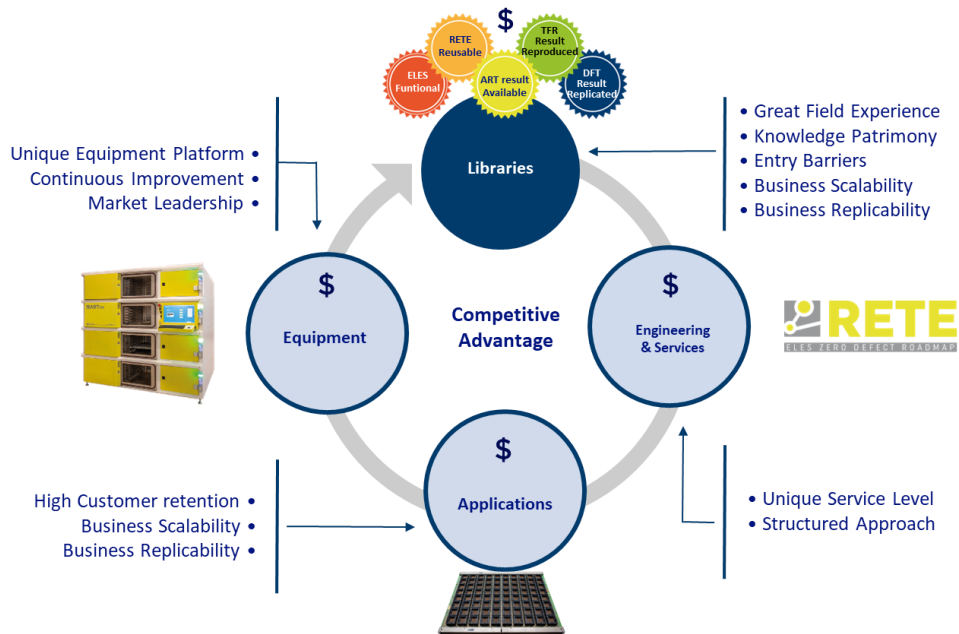 $
RETE
Reusable
TFR
Result
Reproduced
ELES
Funtional
ART result
Available
DFT
Result
Replicated
Libraries
• Great Field Experience
• Knowledge Patrimony
• Entry Barriers
• Business Scalability
• Business Replicability
Unique Equipment Platform •
Continuous Improvement •
Market Leadership •
$
Equipment
Competitive
Advantage
$
Engineering
& Services
RETE
ELES ZERO DEFECT ROADMAP
$
Applications
High Customer retention •
Business Scalability •
Business Replicability •
• Unique Service Level
• Structured Approach